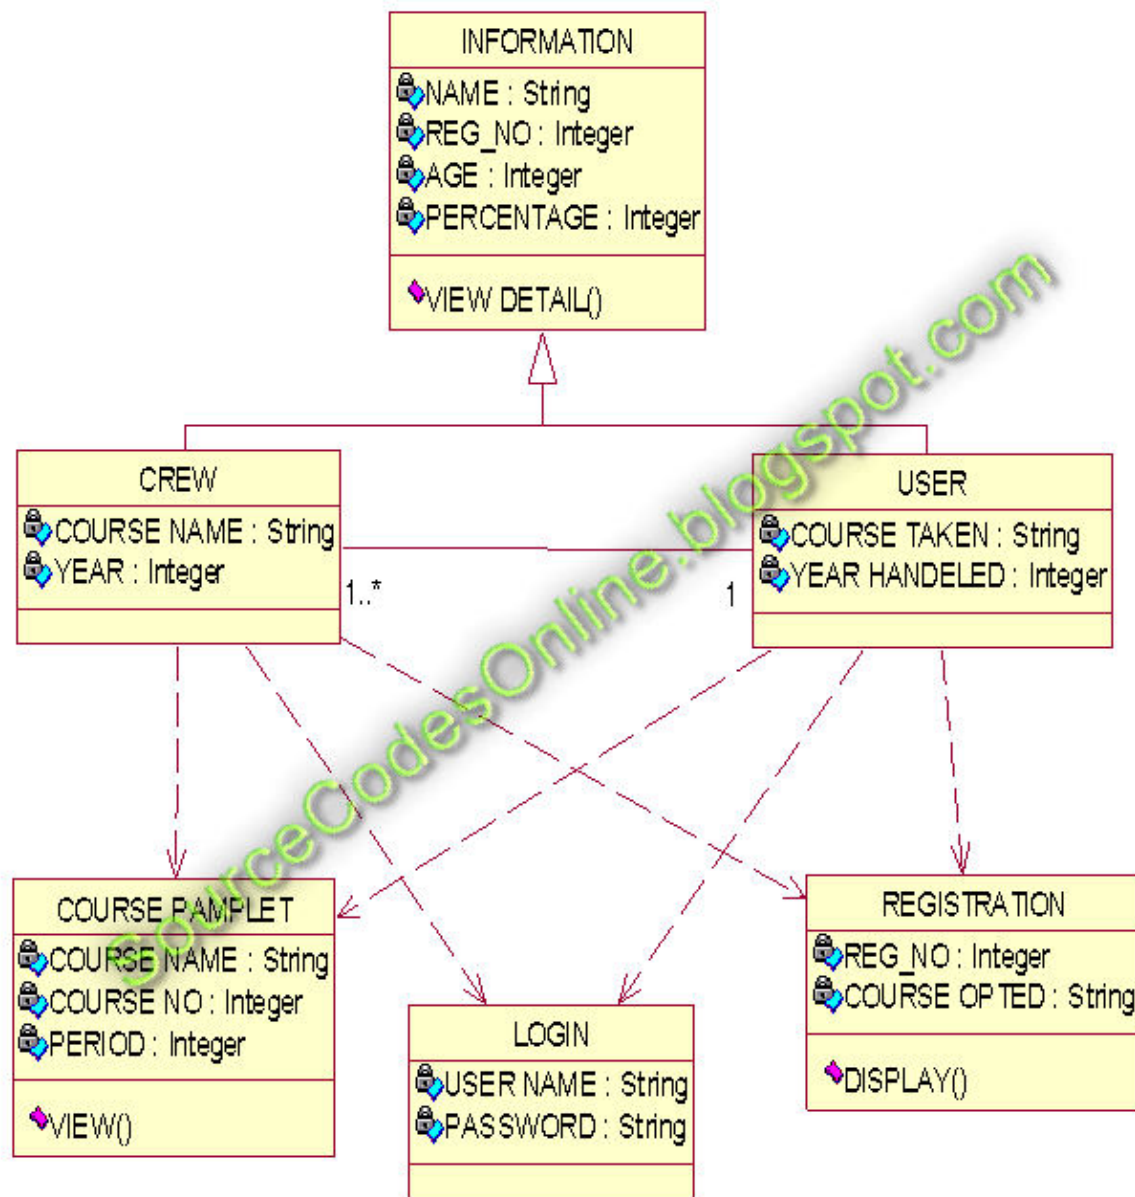 INFORMATION
NAME : String
REG_NO : Integer
AGE : Integer
PERCENTAGE : Integer
VIEW DETAIL()
CREW
COURSE NAME : String
YEAR : Integer
USER
COURSE TAKEN : String
YEAR HANDELED : Integer
1..*
1
SourceCodesOnline.blogspot.com
COURSE PAMPLET
COURSE NAME : String
COURSE NO : Integer
PERIOD : Integer
VIEW()
LOGIN
USER NAME : String
PASSWORD : String
REGISTRATION
REG_NO : Integer
COURSE OPTED : String
DISPLAY()